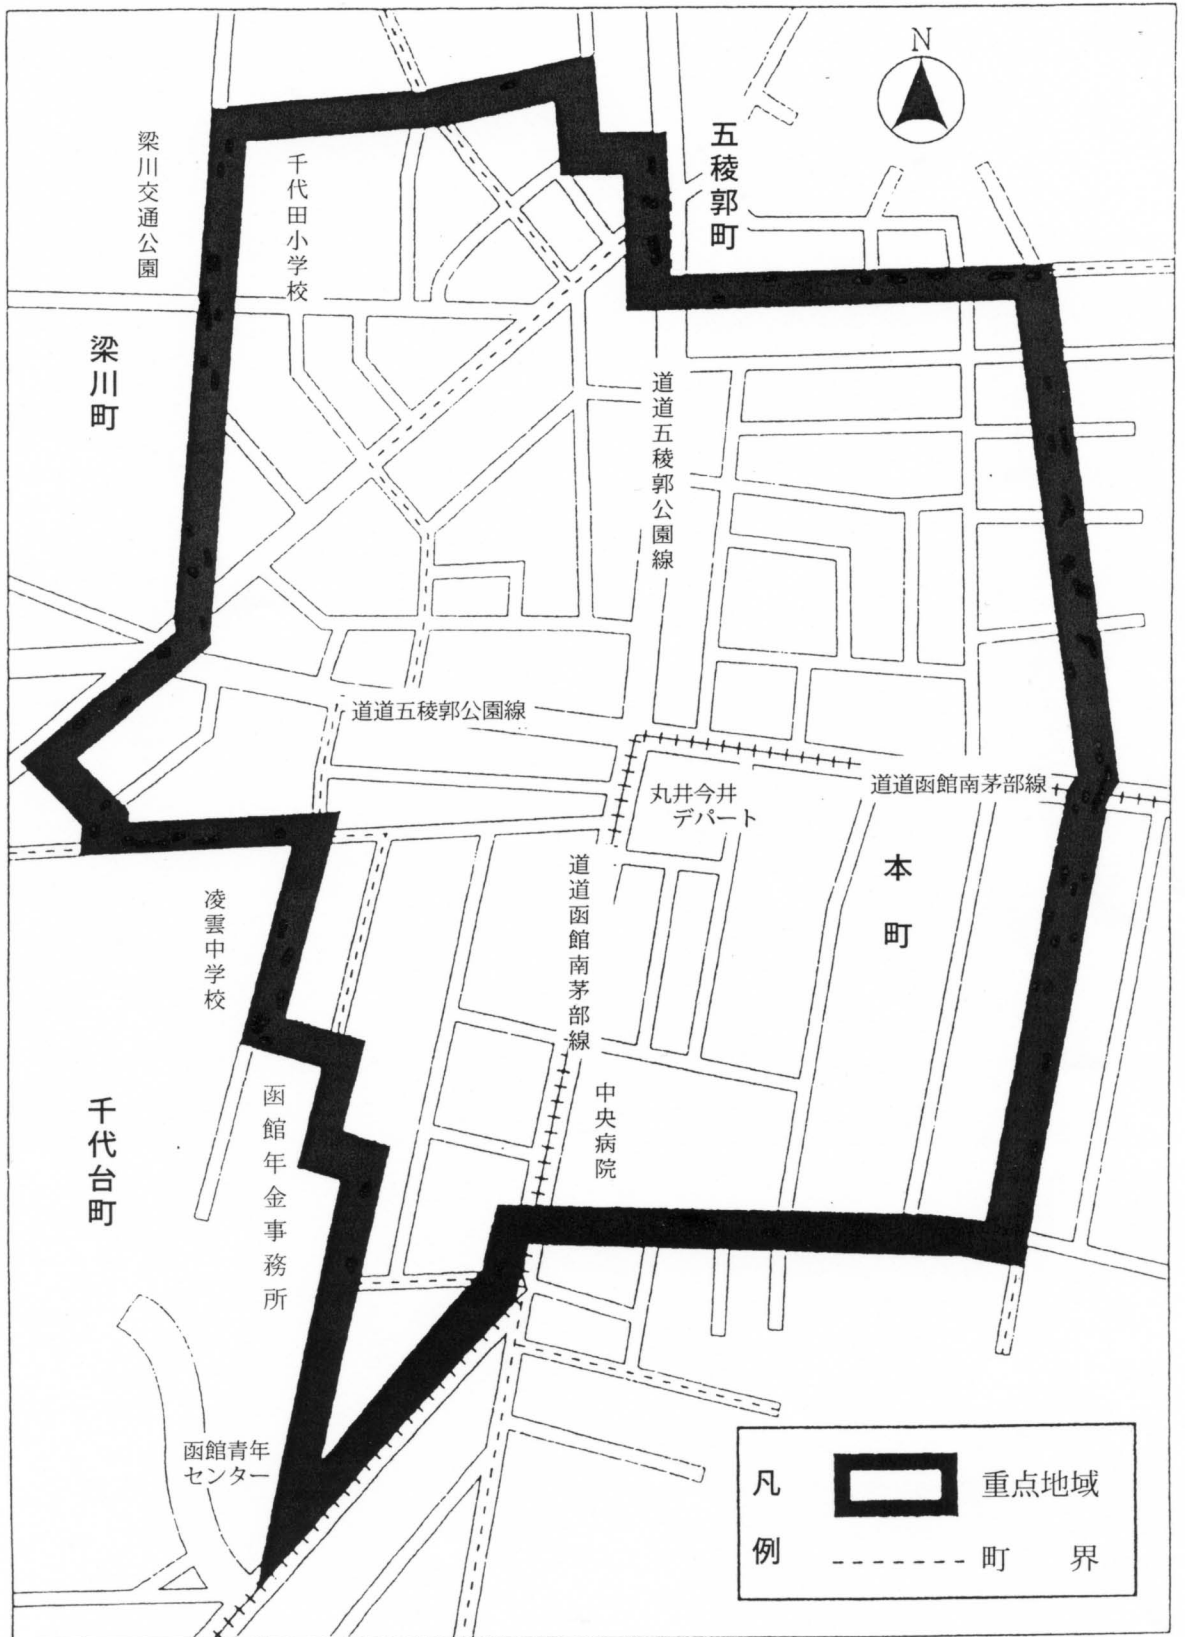 N
五稜郭町
梁川交通公園
千代田小学校
梁川町
道道五稜郭公園線
道道五稜郭公園線
丸井今井
デパート
道道函館南茅部線
本町
道道函館南茅部線
凌雲中学校
中央病院
函館年金事務所
千代台町
函館青年
センター
凡例
重点地域
町界